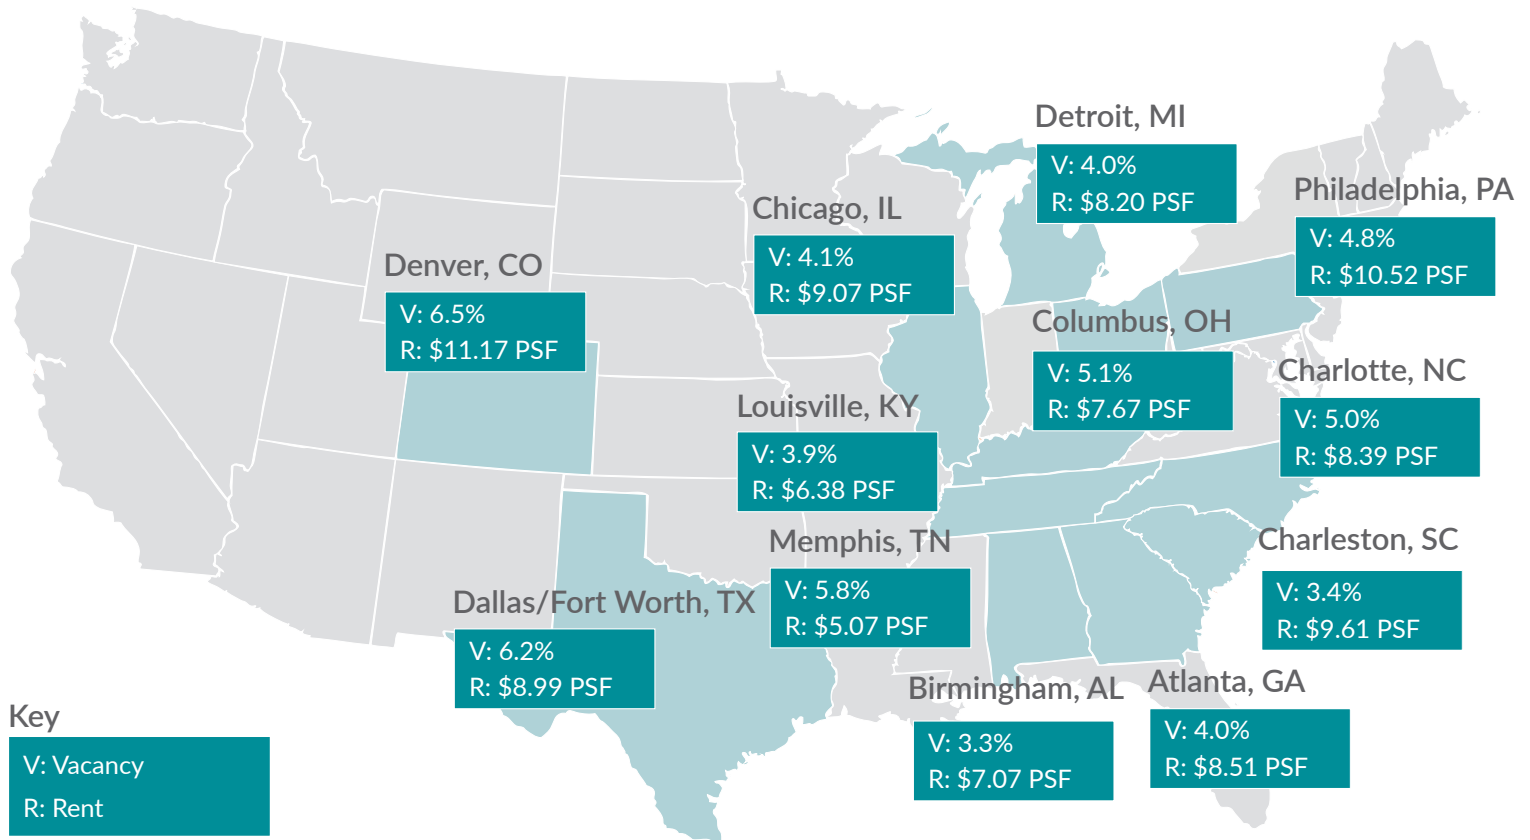 Detroit, MI
V: 4.0%
R: $8.20 PSF
Philadelphia, PA
V: 4.8%
R: $10.52 PSF
Chicago, IL
V: 4.1%
R: $9.07 PSF
Denver, CO
V: 6.5%
R: $11.17 PSF
Columbus, OH
V: 5.1%
R: $7.67 PSF
Charlotte, NC
V: 5.0%
R: $8.39 PSF
Louisville, KY
V: 3.9%
R: $6.38 PSF
Memphis, TN
V: 5.8%
R: $5.07 PSF
Charleston, SC
V: 3.4%
R: $9.61 PSF
Dallas/Fort Worth, TX
V: 6.2%
R: $8.99 PSF
Birmingham, AL
V: 3.3%
R: $7.07 PSF
Atlanta, GA
V: 4.0%
R: $8.51 PSF
Key
V: Vacancy
R: Rent